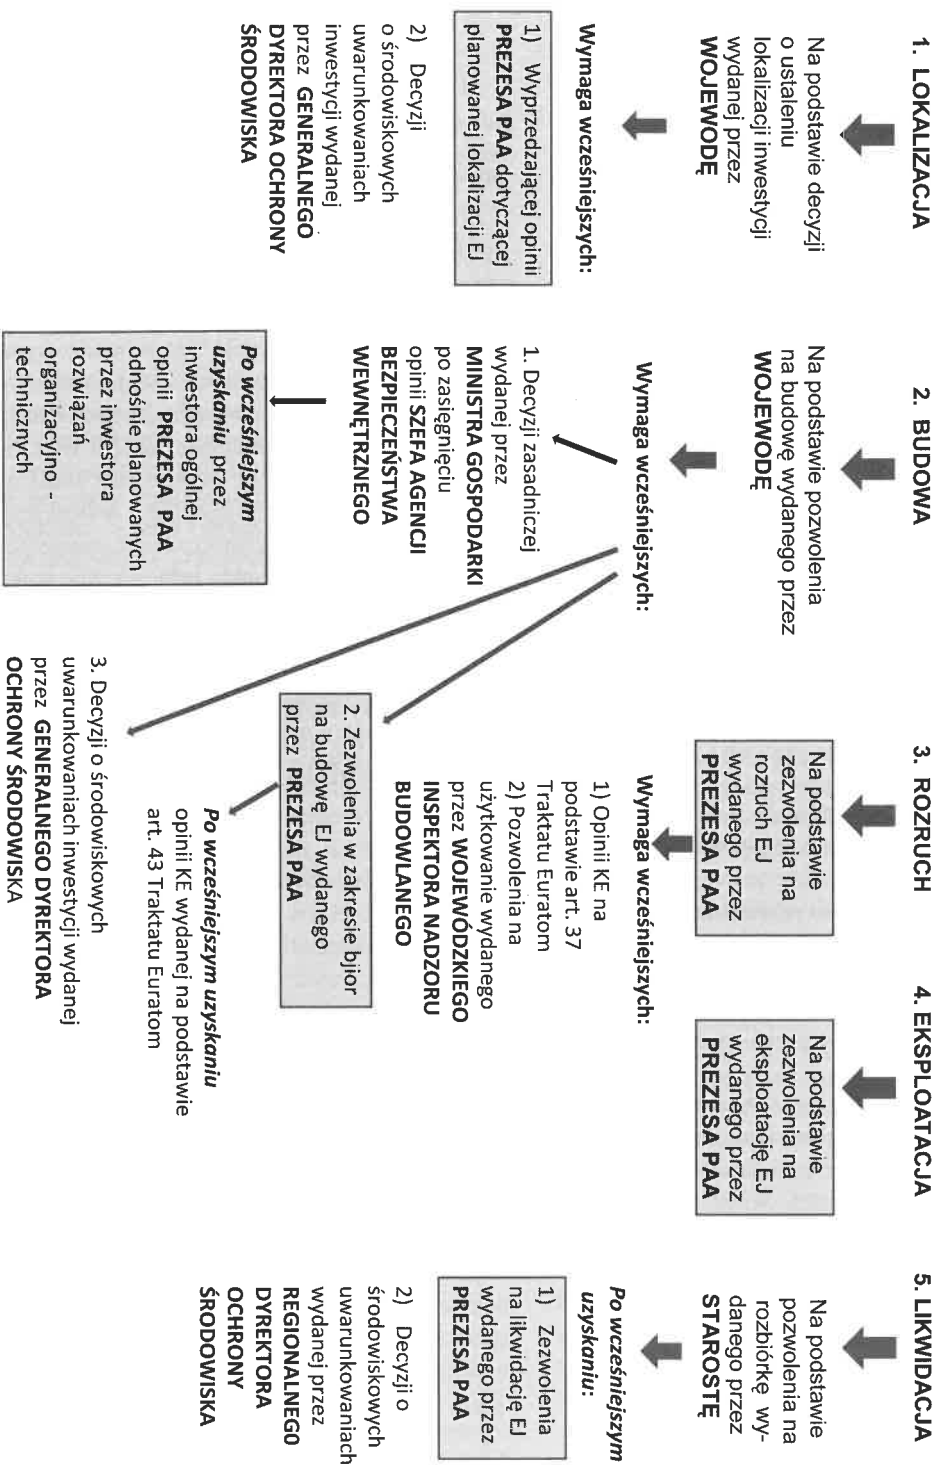 1. LOKALIZACJA
Na podstawie decyzji
o ustaleniu
lokalizacji inwestycji
wydanej przez
WOJEWODĘ
Wymaga wcześniejszych:
1) Wyprzedzającej opinii
PREZESA PAA dotyczącej
planowanej lokalizacji EJ
2) Decyzji
o środowiskowych
uwarunkowaniach
inwestycji wydanej
przez GENERALNEGO
DYREKTORA OCHRONY
ŚRODOWISKA
2. BUDOWA
Na podstawie pozwolenia
na budowę wydanego przez
WOJEWODĘ
Wymaga wcześniejszych:
1. Decyzji zasadniczej
wydanej przez
MINISTRA GOSPODARKI
po zasięgnięciu
opinii SZEFA AGENCJI
BEZPIECZEŃSTWA
WEWNĘTRZNEGO
Po wcześniejszym
uzyskaniu przez
inwestora ogólnej
opinii PREZESA PAA
odnośnie planowanych
przez inwestora
rozwiązań
organizacyjno -
technicznych
2. Zezwolenia w zakresie bjior
na budowę EJ wydanego
przez PREZESA PAA
Po wcześniejszym uzyskaniu
opinii KE wydanej na podstawie
art. 43 Traktatu Euratom
3. Decyzji o środowiskowych
uwarunkowaniach inwestycji wydanej
przez GENERALNEGO DYREKTORA
OCHRONY ŚRODOWISKA
3. ROZRUCH
Na podstawie
zezwolenia na
rozruch EJ
wydanego przez
PREZESA PAA
Wymaga wcześniejszych:
1) Opinii KE na
podstawie art. 37
Traktatu Euratom
2) Pozwolenia na
użytkowanie wydanego
przez WOJEWÓDZKIEGO
INSPEKTORA NADZORU
BUDOWLANEGO
4. EKSPLOATACJA
Na podstawie
zezwolenia na
eksploatację EJ
wydanego przez
PREZESA PAA
5. LIKWIDACJA
Na podstawie
pozwolenia na
rozbiórkę wy-
danego przez
STAROSTĘ
Po wcześniejszym
uzyskaniu:
1) Zezwolenia
na likwidację EJ
wydanego przez
PREZESA PAA
2) Decyzji o
środowiskowych
uwarunkowaniach
wydanej przez
REGIONALNEGO
DYREKTORA
OCHRONY
ŚRODOWISKA